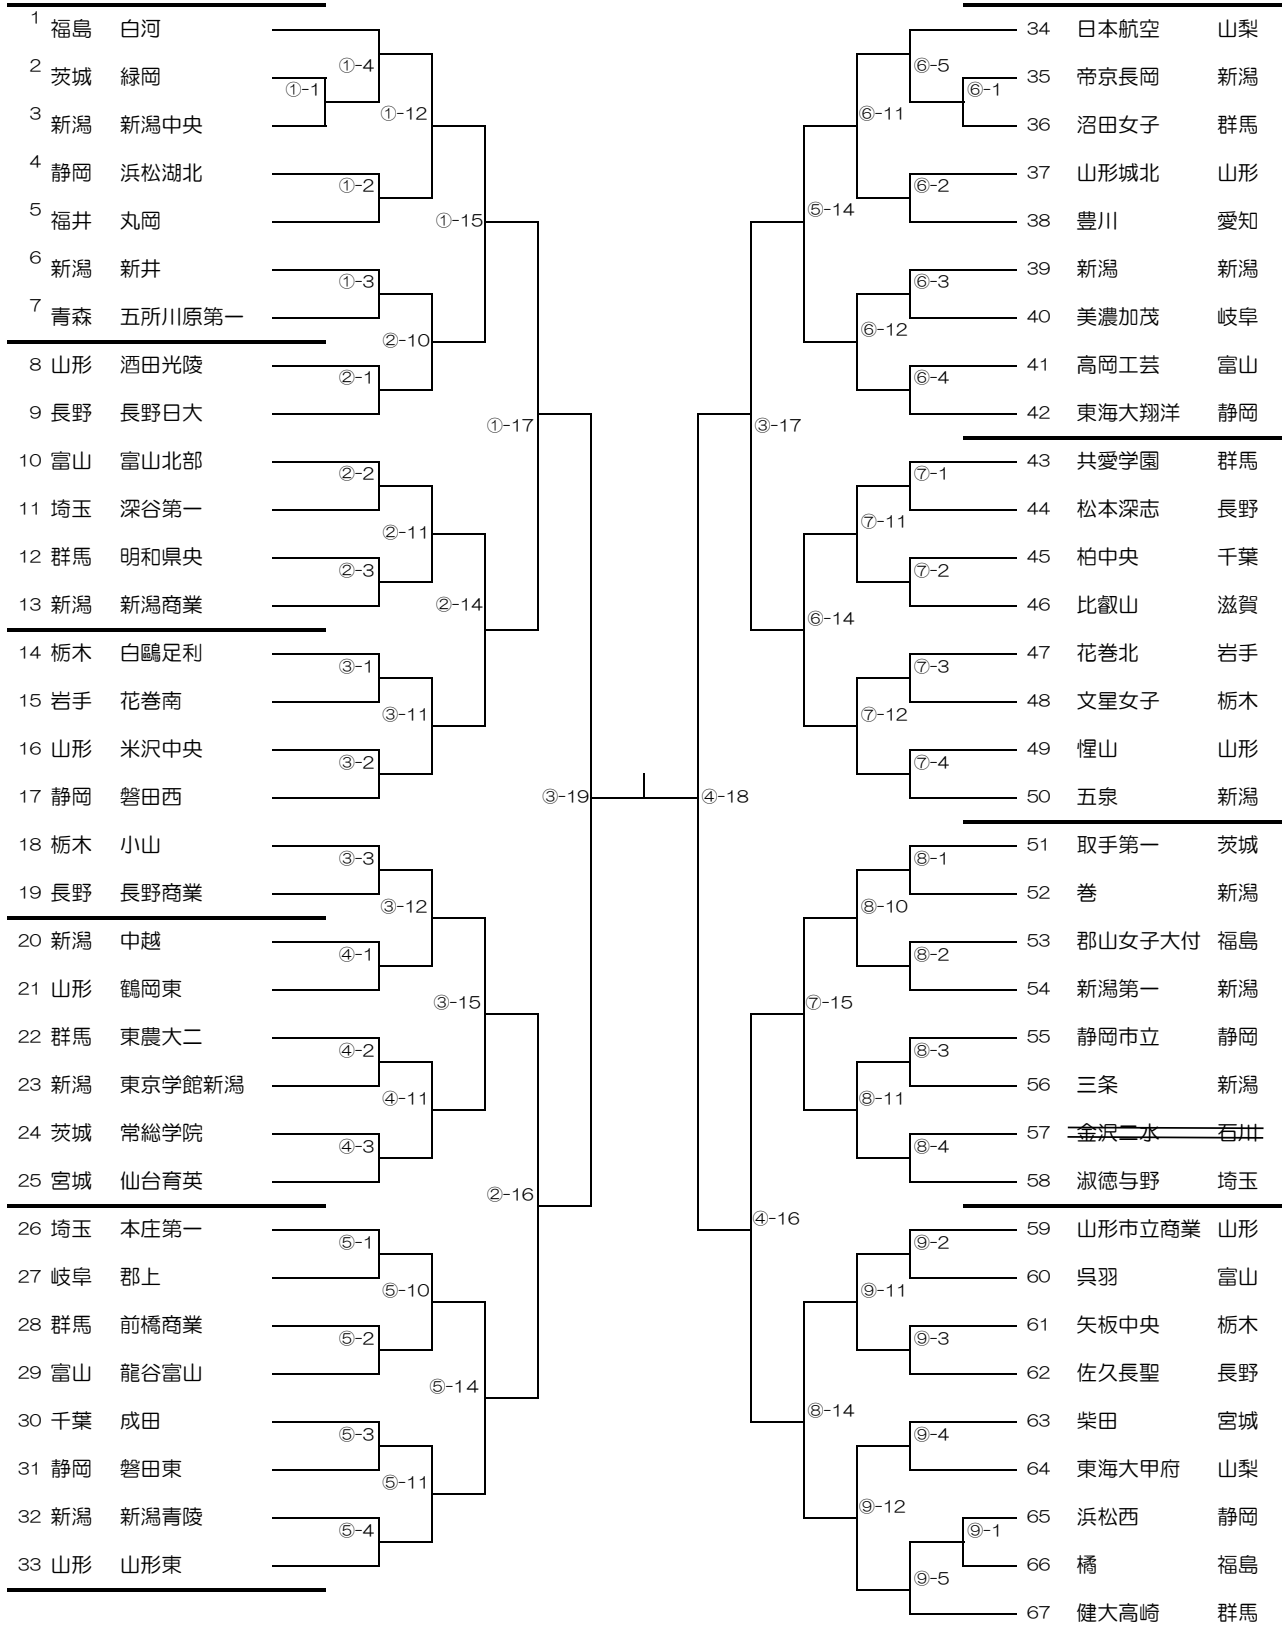 1 福島 白河
2 茨城 緑岡
3 新潟 新潟中央
4 静岡 浜松湖北
5 福井 丸岡
6 新潟 新井
7 青森 五所川原第一
8 山形 酒田光陵
9 長野 長野日大
10 富山 富山北部
11 埼玉 深谷第一
12 群馬 明和県央
13 新潟 新潟商業
14 栃木 白鷗足利
15 岩手 花巻南
16 山形 米沢中央
17 静岡 磐田西
18 栃木 小山
19 長野 長野商業
20 新潟 中越
21 山形 鶴岡東
22 群馬 東農大二
23 新潟 東京学館新潟
24 茨城 常総学院
25 宮城 仙台育英
26 埼玉 本庄第一
27 岐阜 郡上
28 群馬 前橋商業
29 富山 龍谷富山
30 千葉 成田
31 静岡 磐田東
32 新潟 新潟青陵
33 山形 山形東
①-1
①-4
①-2
①-3
②-1
②-2
②-3
③-1
③-2
③-3
④-1
④-2
④-3
⑤-1
⑤-2
⑤-3
⑤-4
①-12
②-10
②-11
③-11
③-12
④-11
⑤-10
⑤-11
①-15
②-14
③-15
⑤-14
①-17
②-16
③-19
④-18
③-17
④-16
⑤-14
⑥-14
⑦-15
⑧-14
⑥-11
⑥-12
⑦-11
⑦-12
⑧-10
⑧-11
⑨-11
⑨-12
⑥-5
⑥-1
⑥-2
⑥-3
⑥-4
⑦-1
⑦-2
⑦-3
⑦-4
⑧-1
⑧-2
⑧-3
⑧-4
⑨-2
⑨-3
⑨-4
⑨-1
⑨-5
34 日本航空 山梨
35 帝京長岡 新潟
36 沼田女子 群馬
37 山形城北 山形
38 豊川 愛知
39 新潟 新潟
40 美濃加茂 岐阜
41 高岡工芸 富山
42 東海大翔洋 静岡
43 共愛学園 群馬
44 松本深志 長野
45 柏中央 千葉
46 比叡山 滋賀
47 花巻北 岩手
48 文星女子 栃木
49 惺山 山形
50 五泉 新潟
51 取手第一 茨城
52 巻 新潟
53 郡山女子大付 福島
54 新潟第一 新潟
55 静岡市立 静岡
56 三条 新潟
57 金沢二水 石川
58 淑徳与野 埼玉
59 山形市立商業 山形
60 呉羽 富山
61 矢板中央 栃木
62 佐久長聖 長野
63 柴田 宮城
64 東海大甲府 山梨
65 浜松西 静岡
66 橘 福島
67 健大高崎 群馬